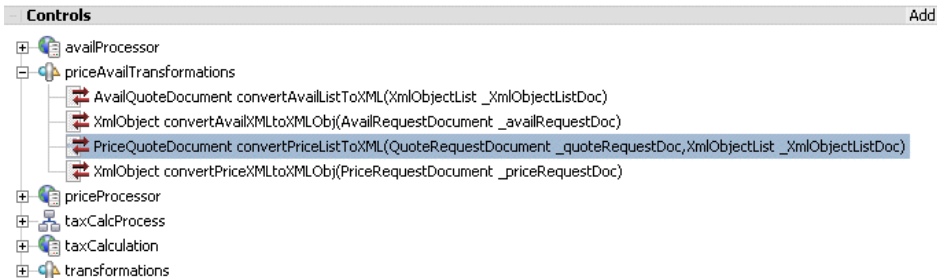 Controls Add
availProcessor
priceAvailTransformations
AvailQuoteDocument convertAvailListToXML(XmlObjectList _XmlObjectListDoc)
XmlObject convertAvailXMLtoXMLObj(AvailRequestDocument _availRequestDoc)
PriceQuoteDocument convertPriceListToXML(QuoteRequestDocument _quoteRequestDoc,XmlObjectList _XmlObjectListDoc)
XmlObject convertPriceXMLtoXMLObj(PriceRequestDocument _priceRequestDoc)
priceProcessor
taxCalcProcess
taxCalculation
transformations